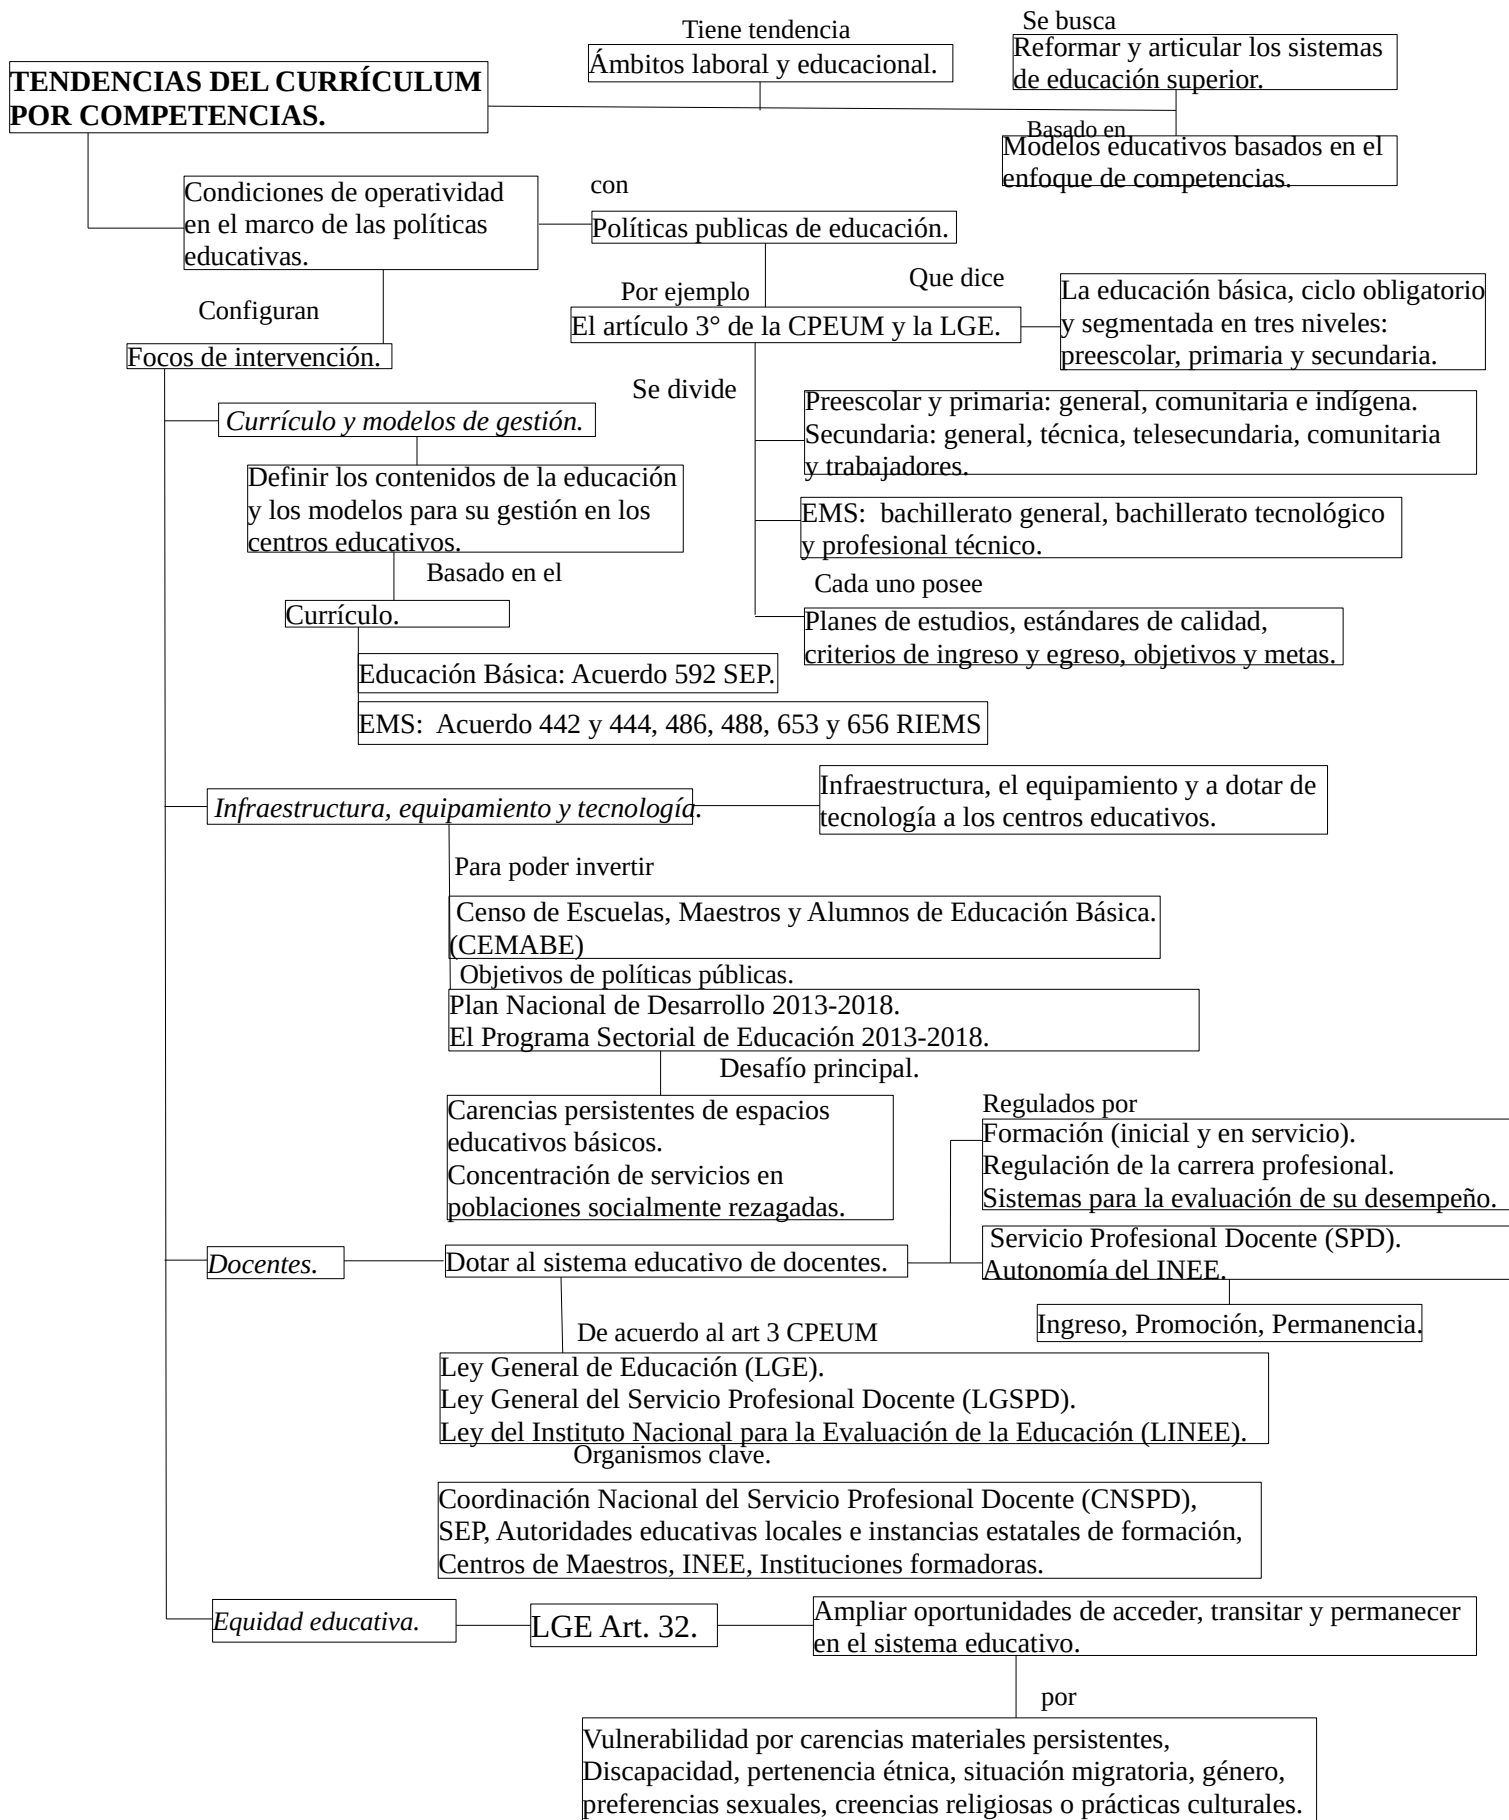 Tiene tendencia
Se busca
Ámbitos laboral y educacional.
Reformar y articular los sistemas
de educación superior.
TENDENCIAS DEL CURRÍCULUM
POR COMPETENCIAS.
Basado en
Modelos educativos basados en el
enfoque de competencias.
Condiciones de operatividad
en el marco de las políticas
educativas.
con
Políticas publicas de educación.
Configuran
Por ejemplo
Que dice
El artículo 3° de la CPEUM y la LGE.
La educación básica, ciclo obligatorio
y segmentada en tres niveles:
preescolar, primaria y secundaria.
Focos de intervención.
Se divide
Preescolar y primaria: general, comunitaria e indígena.
Secundaria: general, técnica, telesecundaria, comunitaria
y trabajadores.
Currículo y modelos de gestión.
Definir los contenidos de la educación
y los modelos para su gestión en los
centros educativos.
EMS:  bachillerato general, bachillerato tecnológico
y profesional técnico.
Basado en el
Cada uno posee
Currículo.
Planes de estudios, estándares de calidad,
criterios de ingreso y egreso, objetivos y metas.
Educación Básica: Acuerdo 592 SEP.
EMS:  Acuerdo 442 y 444, 486, 488, 653 y 656 RIEMS
Infraestructura, equipamiento y tecnología.
Infraestructura, el equipamiento y a dotar de
tecnología a los centros educativos.
Para poder invertir
Censo de Escuelas, Maestros y Alumnos de Educación Básica.
(CEMABE)
Objetivos de políticas públicas.
Plan Nacional de Desarrollo 2013-2018.
El Programa Sectorial de Educación 2013-2018.
Desafío principal.
Carencias persistentes de espacios
educativos básicos.
Concentración de servicios en
poblaciones socialmente rezagadas.
Regulados por
Formación (inicial y en servicio).
Regulación de la carrera profesional.
Sistemas para la evaluación de su desempeño.
Docentes.
Dotar al sistema educativo de docentes.
Servicio Profesional Docente (SPD).
Autonomía del INEE.
Ingreso, Promoción, Permanencia.
De acuerdo al art 3 CPEUM
Ley General de Educación (LGE).
Ley General del Servicio Profesional Docente (LGSPD).
Ley del Instituto Nacional para la Evaluación de la Educación (LINEE).
Organismos clave.
Coordinación Nacional del Servicio Profesional Docente (CNSPD),
SEP, Autoridades educativas locales e instancias estatales de formación,
Centros de Maestros, INEE, Instituciones formadoras.
Equidad educativa.
LGE Art. 32.
Ampliar oportunidades de acceder, transitar y permanecer
en el sistema educativo.
por
Vulnerabilidad por carencias materiales persistentes,
Discapacidad, pertenencia étnica, situación migratoria, género,
preferencias sexuales, creencias religiosas o prácticas culturales.